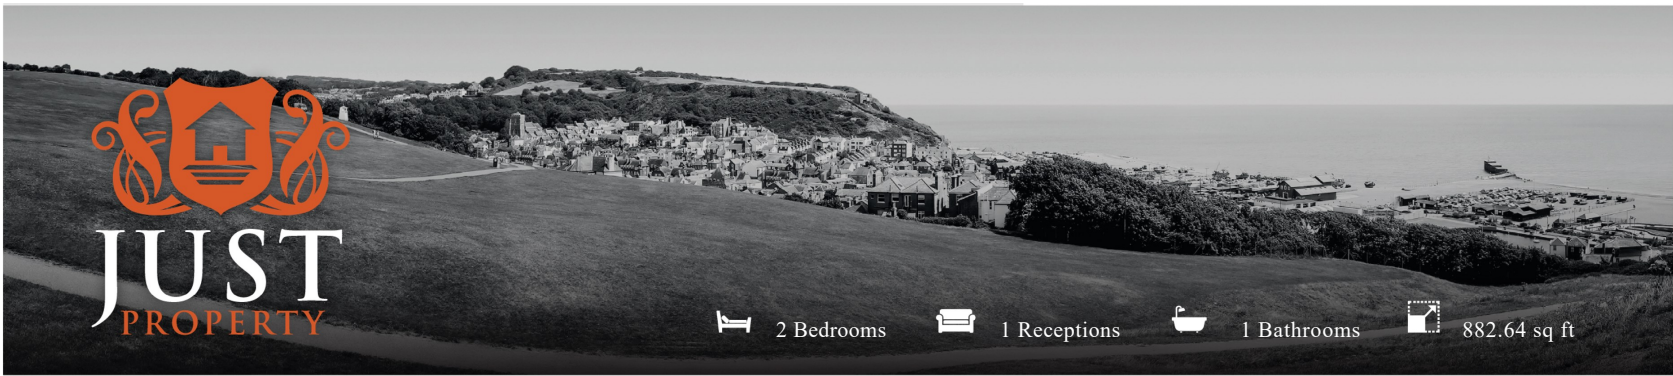 JUST
PROPERTY
2 Bedrooms
1 Receptions
1 Bathrooms
882.64 sq ft